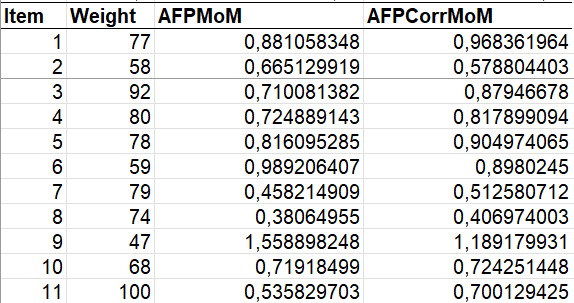 Item Weight AFPMoM AFPCorrMoM
1 77 0,881058348 0,968361964
2 58 0,665129919 0,578804403
3 92 0,710081382 0,87946678
4 80 0,724889143 0,817899094
5 78 0,816095285 0,904974065
6 59 0,989206407 0,8980245
7 79 0,458214909 0,512580712
8 74 0,38064955 0,406974003
9 47 1,558898248 1,189179931
10 68 0,71918499 0,724251448
11 100 0,535829703 0,700129425